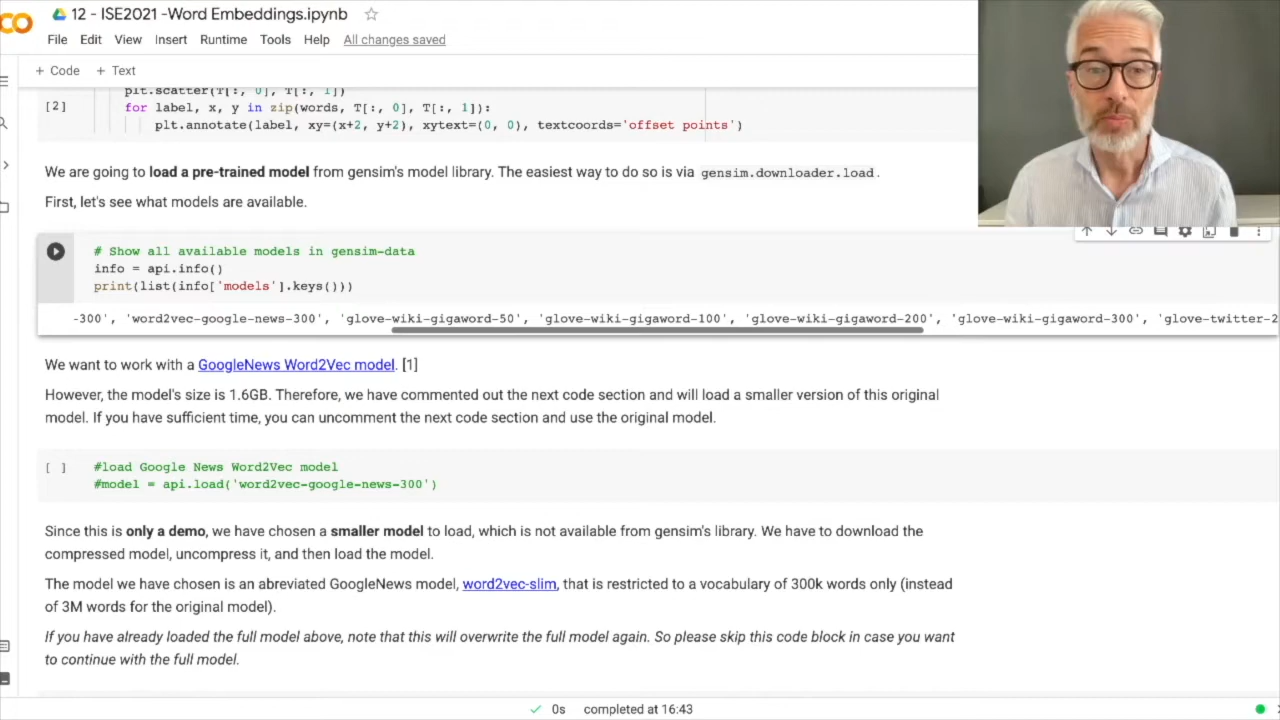 CO
12 - ISE2021 -Word Embeddings.ipynb
File Edit View Insert Runtime Tools Help All changes saved
+ Code + Text
plt.scatter(T[:, 0], T[:, 1])
[2] for label, x, y in zip(words, T[:, 0], T[:, 1]):
plt.annotate(label, xy=(x+2, y+2), xytext=(0, 0), textcoords='offset points')
We are going to load a pre-trained model from gensim's model library. The easiest way to do so is via gensim.downloader.load.
First, let's see what models are available.
# Show all available models in gensim-data
info = api.info()
print(list(info['models'].keys()))
-300', 'word2vec-google-news-300', 'glove-wiki-gigaword-50', 'glove-wiki-gigaword-100', 'glove-wiki-gigaword-200', 'glove-wiki-gigaword-300', 'glove-twitter-2
We want to work with a GoogleNews Word2Vec model. [1]
However, the model's size is 1.6GB. Therefore, we have commented out the next code section and will load a smaller version of this original
model. If you have sufficient time, you can uncomment the next code section and use the original model.
[ ] #load Google News Word2Vec model
#model = api.load('word2vec-google-news-300')
Since this is only a demo, we have chosen a smaller model to load, which is not available from gensim's library. We have to download the
compressed model, uncompress it, and then load the model.
The model we have chosen is an abreviated GoogleNews model, word2vec-slim, that is restricted to a vocabulary of 300k words only (instead
of 3M words for the original model).
If you have already loaded the full model above, note that this will overwrite the full model again. So please skip this code block in case you want
to continue with the full model.
0s completed at 16:43